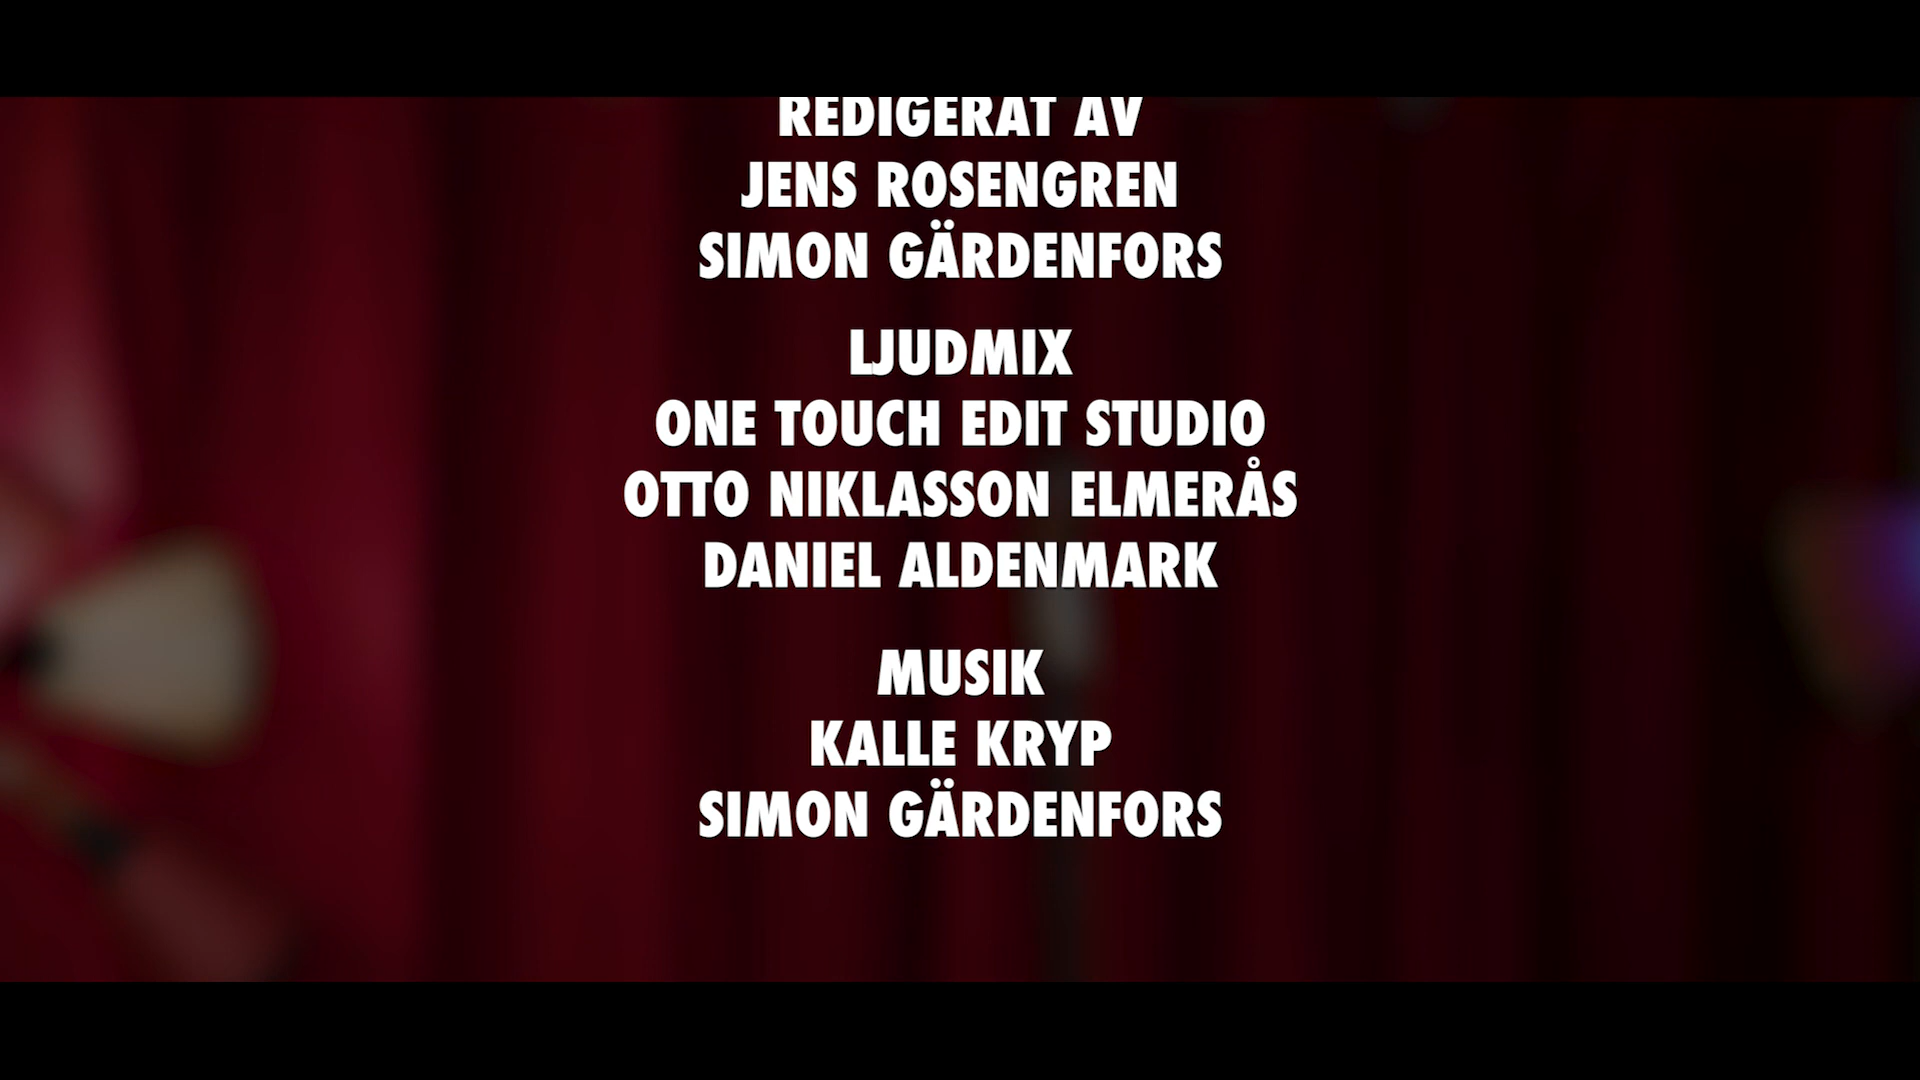 REDIGERAT AV
JENS ROSENGREN
SIMON GÄRDENFORS
LJUDMIX
ONE TOUCH EDIT STUDIO
OTTO NIKLASSON ELMERÅS
DANIEL ALDENMARK
MUSIK
KALLE KRYP
SIMON GÄRDENFORS